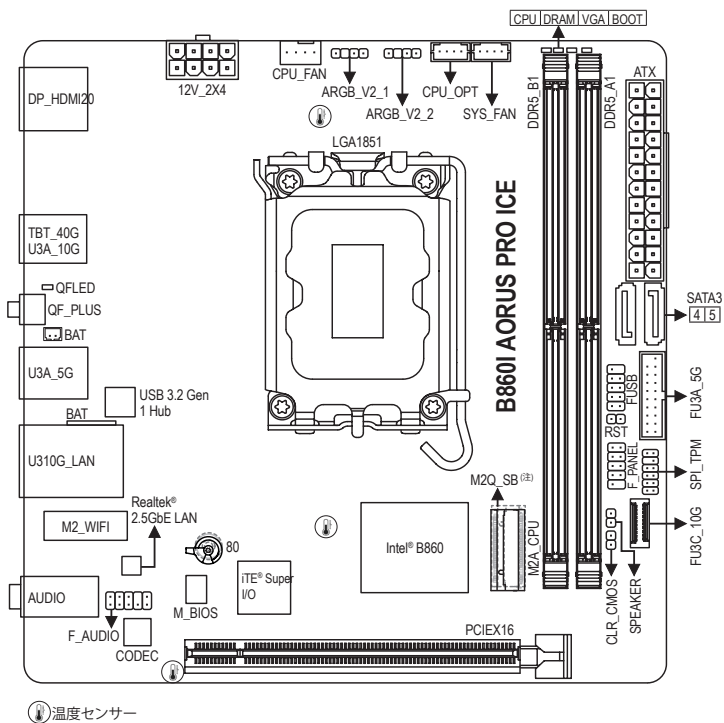 CPU DRAM VGA BOOT
12V_2X4
CPU_FAN
ARGB_V2_1
ARGB_V2_2
CPU_OPT
SYS_FAN
DDR5_B1
DDR5_A1
ATX
DP_HDMI20
LGA1851
TBT_40G
U3A_10G
QFLED
QF_PLUS
BAT
U3A_5G
USB 3.2 Gen
1 Hub
BAT
U310G_LAN
B860I AORUS PRO ICE
SATA3
4 5
FUSB
FU3A_5G
RST
F_PANEL
SPI_TPM
M2Q_SB (注)
M2A_CPU
FU3C_10G
Realtek®
2.5GbE LAN
M2_WIFI
80
Intel® B860
iTE® Super
I/O
M_BIOS
AUDIO
F_AUDIO
CODEC
CLR_CMOS
SPEAKER
PCIEX16
温度センサー